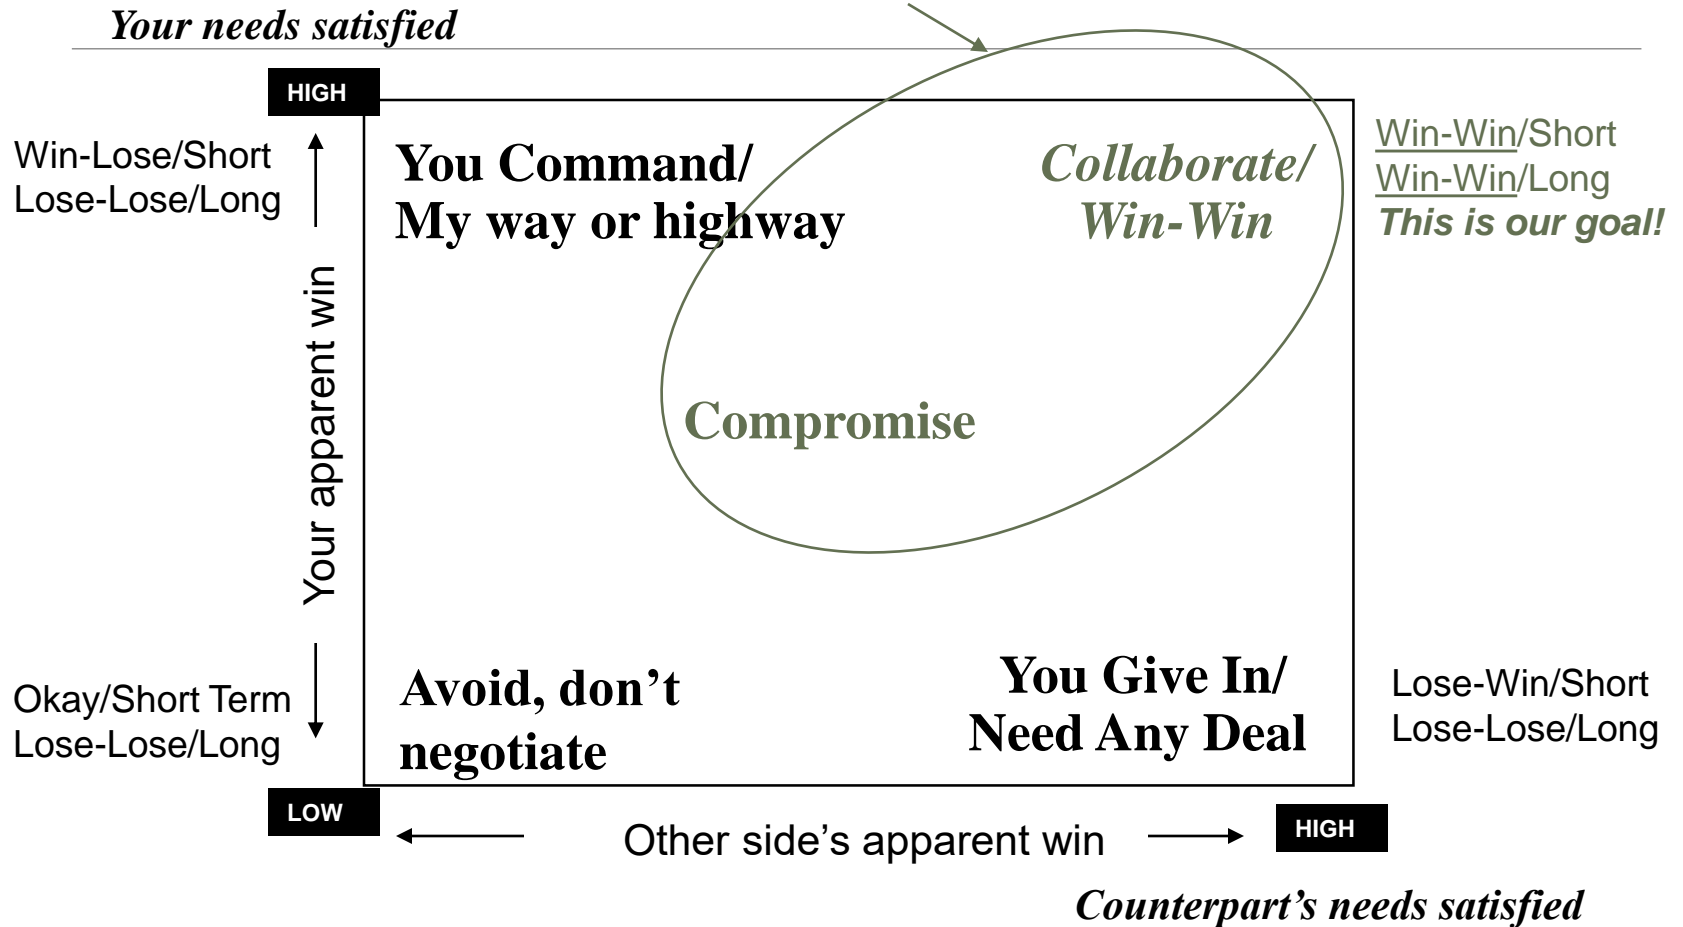 Your needs satisfied
HIGH
Win-Lose/Short
Lose-Lose/Long
You Command/
My way or highway
Collaborate/
Win-Win
Win-Win/Short
Win-Win/Long
This is our goal!
Your apparent win
Compromise
Okay/Short Term
Lose-Lose/Long
Avoid, don’t
negotiate
You Give In/
Need Any Deal
Lose-Win/Short
Lose-Lose/Long
LOW
Other side’s apparent win
HIGH
Counterpart’s needs satisfied